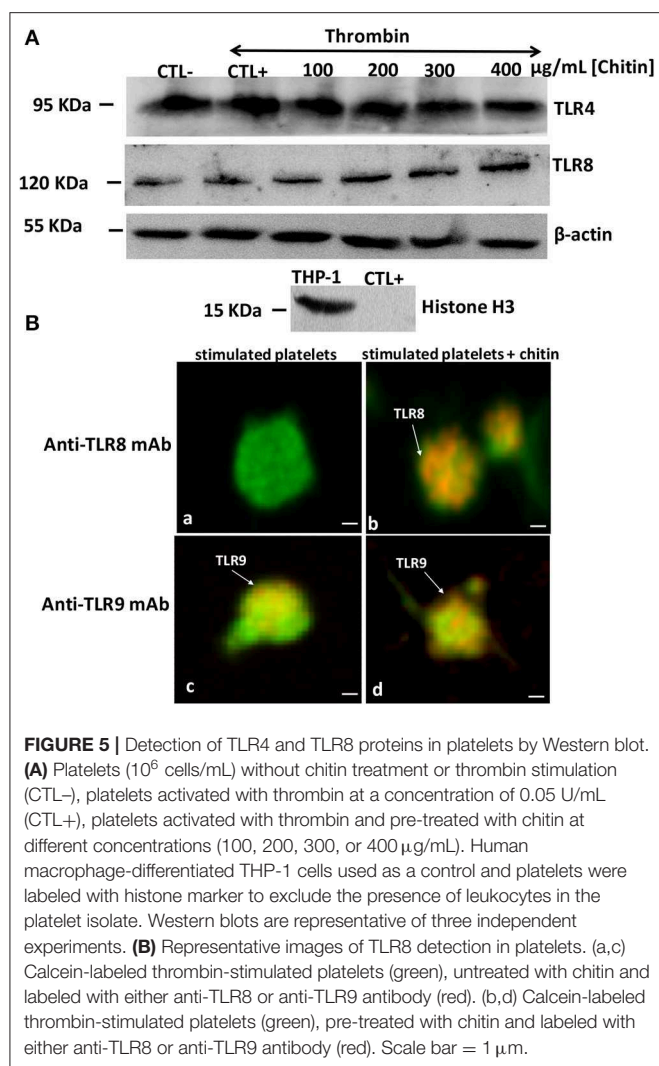 A
Thrombin
CTL- CTL+ 100 200 300 400 µg/mL [Chitin]
95 KDa TLR4
120 KDa TLR8
55 KDa β-actin
THP-1 CTL+
15 KDa Histone H3
B
stimulated platelets stimulated platelets + chitin
Anti-TLR8 mAb TLR8
a b
Anti-TLR9 mAb TLR9 TLR9
c d
FIGURE 5 | Detection of TLR4 and TLR8 proteins in platelets by Western blot.
(A) Platelets (10⁶ cells/mL) without chitin treatment or thrombin stimulation
(CTL–), platelets activated with thrombin at a concentration of 0.05 U/mL
(CTL+), platelets activated with thrombin and pre-treated with chitin at
different concentrations (100, 200, 300, or 400 µg/mL). Human
macrophage-differentiated THP-1 cells used as a control and platelets were
labeled with histone marker to exclude the presence of leukocytes in the
platelet isolate. Western blots are representative of three independent
experiments. (B) Representative images of TLR8 detection in platelets. (a,c)
Calcein-labeled thrombin-stimulated platelets (green), untreated with chitin and
labeled with either anti-TLR8 or anti-TLR9 antibody (red). (b,d) Calcein-labeled
thrombin-stimulated platelets (green), pre-treated with chitin and labeled with
either anti-TLR8 or anti-TLR9 antibody (red). Scale bar = 1 µm.